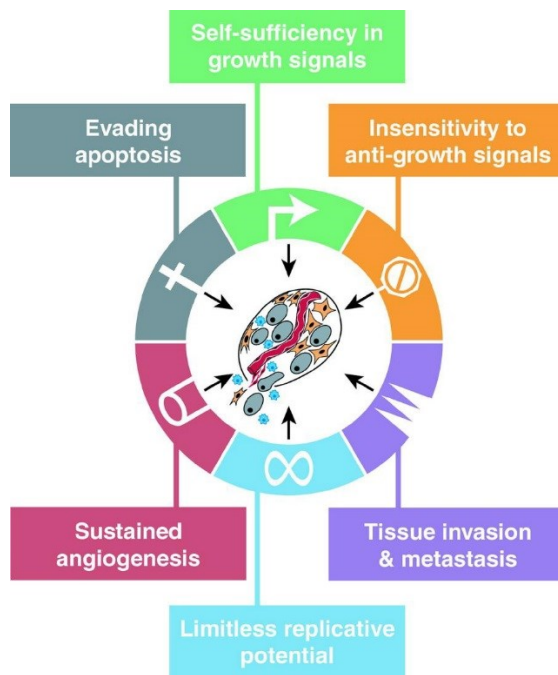 Self-sufficiency in
growth signals
Evading
apoptosis
Insensitivity to
anti-growth signals
Sustained
angiogenesis
Tissue invasion
& metastasis
Limitless replicative
potential